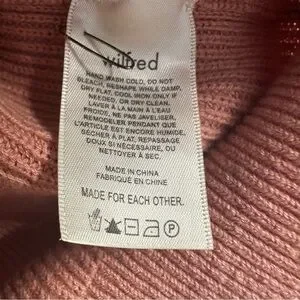 wilfred
HAND WASH COLD, DO NOT
BLEACH, RESHAPE WHILE DAMP,
DRY FLAT, COOL IRON ONLY IF
NEEDED, OR DRY CLEAN.
LAVER À LA MAIN À L'EAU
FROIDE, NE PAS JAVELISER,
REMODELER PENDANT QUE
L'ARTICLE EST ENCORE HUMIDE,
SÉCHER À PLAT, REPASSAGE
DOUX SI NÉCESSAIRE, OU
NETTOYER À SEC.
MADE IN CHINA
FABRIQUÉ EN CHINE
MADE FOR EACH OTHER.
P